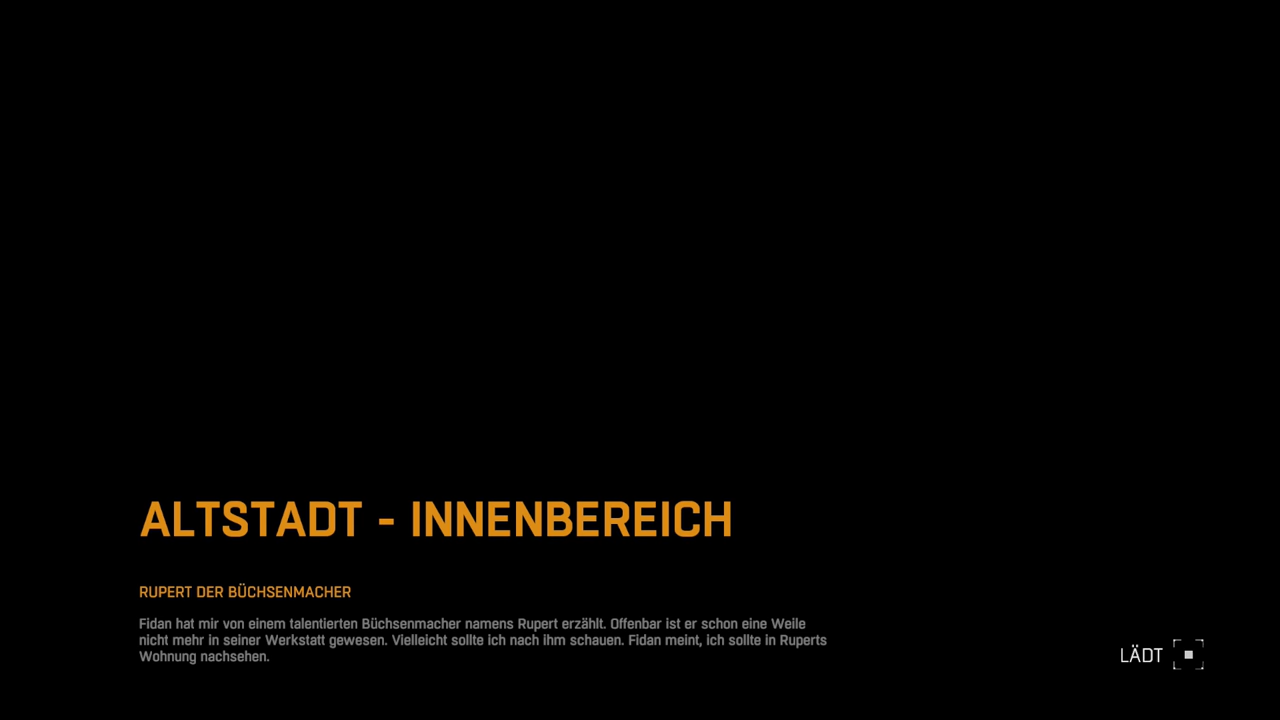 ALTSTADT - INNENBEREICH
RUPERT DER BÜCHSENMACHER
Fidan hat mir von einem talentierten Büchsenmacher namens Rupert erzählt. Offenbar ist er schon eine Weile
nicht mehr in seiner Werkstatt gewesen. Vielleicht sollte ich nach ihm schauen. Fidan meint, ich sollte in Ruperts
Wohnung nachsehen.
LÄDT